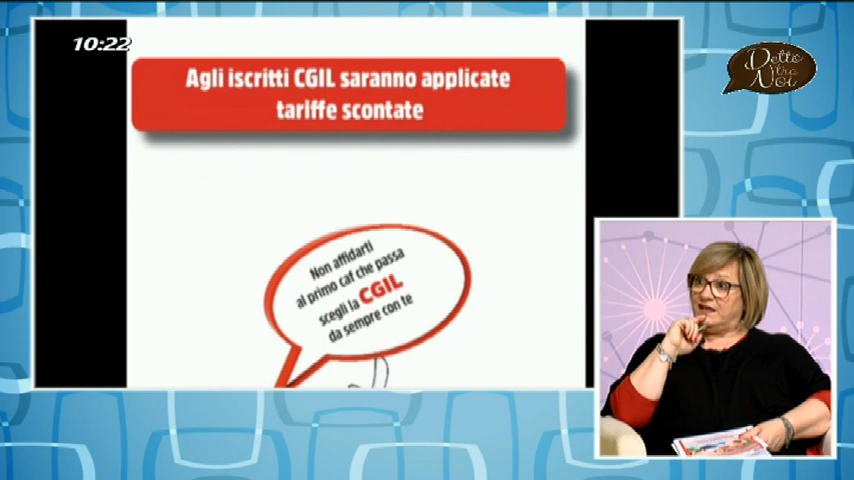 10:22
Detto
tra
Noi
Agli iscritti CGIL saranno applicate
tariffe scontate
Non affidarti
al primo caf che passa
scegli la CGIL
da sempre con te